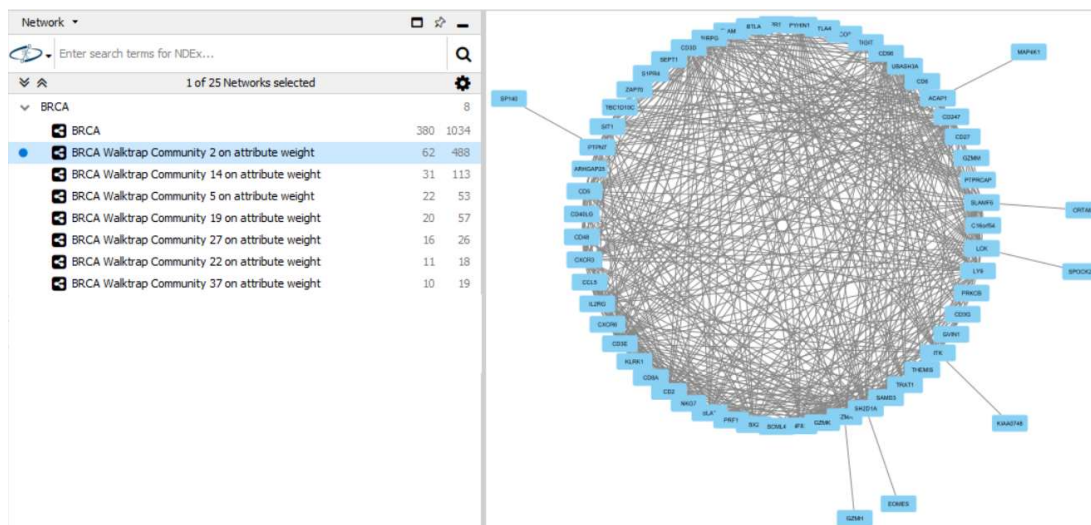 Network
Enter search terms for NDEx...
1 of 25 Networks selected
BRCA 8
BRCA 380 1034
BRCA Walktrap Community 2 on attribute weight 62 488
BRCA Walktrap Community 14 on attribute weight 31 113
BRCA Walktrap Community 5 on attribute weight 22 53
BRCA Walktrap Community 19 on attribute weight 20 57
BRCA Walktrap Community 27 on attribute weight 16 26
BRCA Walktrap Community 22 on attribute weight 11 18
BRCA Walktrap Community 37 on attribute weight 10 19
BTLA
PYHIN1
CD3D
SEPT1
S1PR4
ZAP70
TBC1D10C
SIT1
PTPN7
ARHGAP25
CD5
CD40LG
CD48
CXCR3
CCL5
IL2RG
CXCR6
CD3E
KLRK1
CD8A
CD2
NKG7
PRF1
GZMK
SH2D1A
SAMD3
TRAT1
THEMIS
ITK
GVIN1
CD3G
PRKCB
LY9
LCK
C16orf54
SLAMF6
PTPRCAP
GZMM
CD27
CD247
ACAP1
CD6
UBASH3A
CD96
TIGIT
MAP4K1
SP140
SPOCK2
KIAA0748
EOMES
GZMH